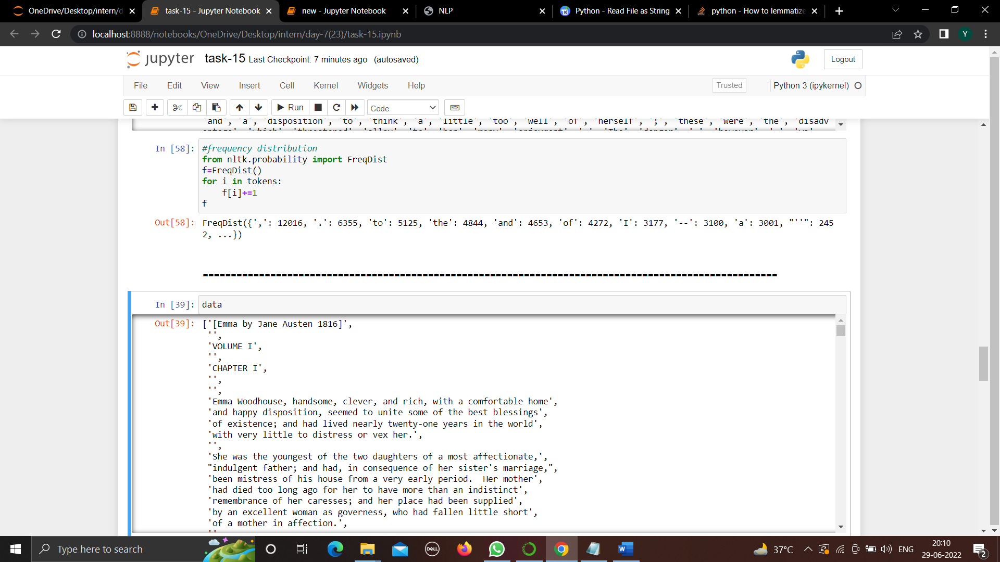 OneDrive/Desktop/intern/d
task-15 - Jupyter Notebook
new - Jupyter Notebook
NLP
Python - Read File as String
python - How to lemmatize
localhost:8888/notebooks/OneDrive/Desktop/intern/day-7(23)/task-15.ipynb
Y
jupyter task-15 Last Checkpoint: 7 minutes ago (autosaved)
Logout
File Edit View Insert Cell Kernel Widgets Help
Trusted
Python 3 (ipykernel)
Run
Code
'and', 'a', 'disposition', 'to', 'think', 'a', 'little', 'too', 'well', 'of', 'herself', ';', 'these', 'were', 'the', 'disadv
In [58]: #frequency distribution
from nltk.probability import FreqDist
f=FreqDist()
for i in tokens:
    f[i]+=1
f
Out[58]: FreqDist({',': 12016, '.': 6355, 'to': 5125, 'the': 4844, 'and': 4653, 'of': 4272, 'I': 3177, '--': 3100, 'a': 3001, "''": 245
2, ...})
In [39]: data
Out[39]: ['[Emma by Jane Austen 1816]',
'',
'VOLUME I',
'',
'CHAPTER I',
'',
'',
'Emma Woodhouse, handsome, clever, and rich, with a comfortable home',
'and happy disposition, seemed to unite some of the best blessings',
'of existence; and had lived nearly twenty-one years in the world',
'with very little to distress or vex her.',
'',
'She was the youngest of the two daughters of a most affectionate,',
"indulgent father; and had, in consequence of her sister's marriage,",
'been mistress of his house from a very early period.  Her mother',
'had died too long ago for her to have more than an indistinct',
'remembrance of her caresses; and her place had been supplied',
'by an excellent woman as governess, who had fallen little short',
'of a mother in affection.',
Type here to search
DELL
37°C
ENG
20:10
29-06-2022
2